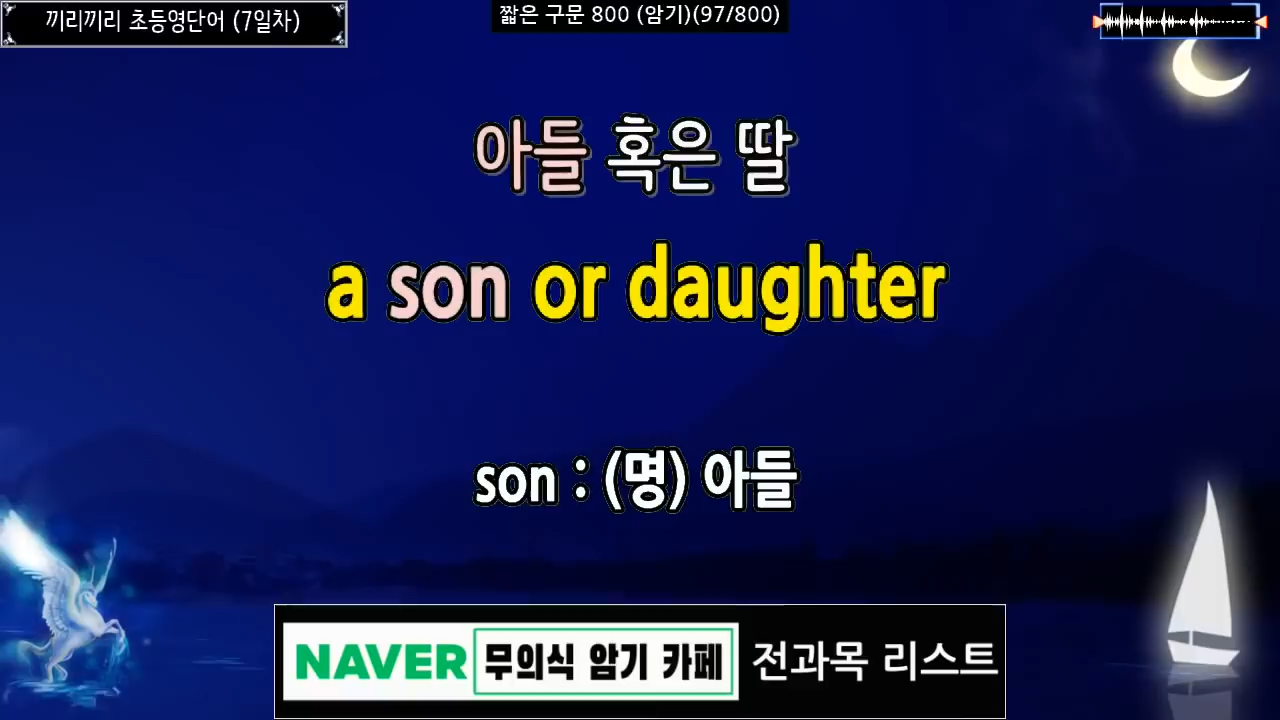 끼리끼리 초등영단어 (7일차)
짧은 구문 800 (암기)(97/800)
아들 혹은 딸
a son or daughter
son : (명) 아들
NAVER 무의식 암기 카페 전과목 리스트